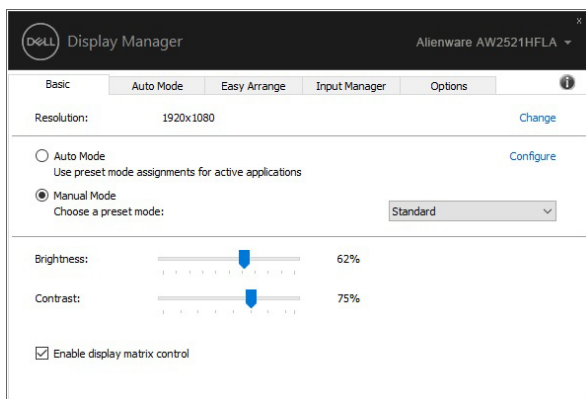 DELL Display Manager Alienware AW2521HFLA
Basic Auto Mode Easy Arrange Input Manager Options
Resolution: 1920x1080 Change
Auto Mode Configure
Use preset mode assignments for active applications
Manual Mode
Choose a preset mode: Standard
Brightness: 62%
Contrast: 75%
Enable display matrix control